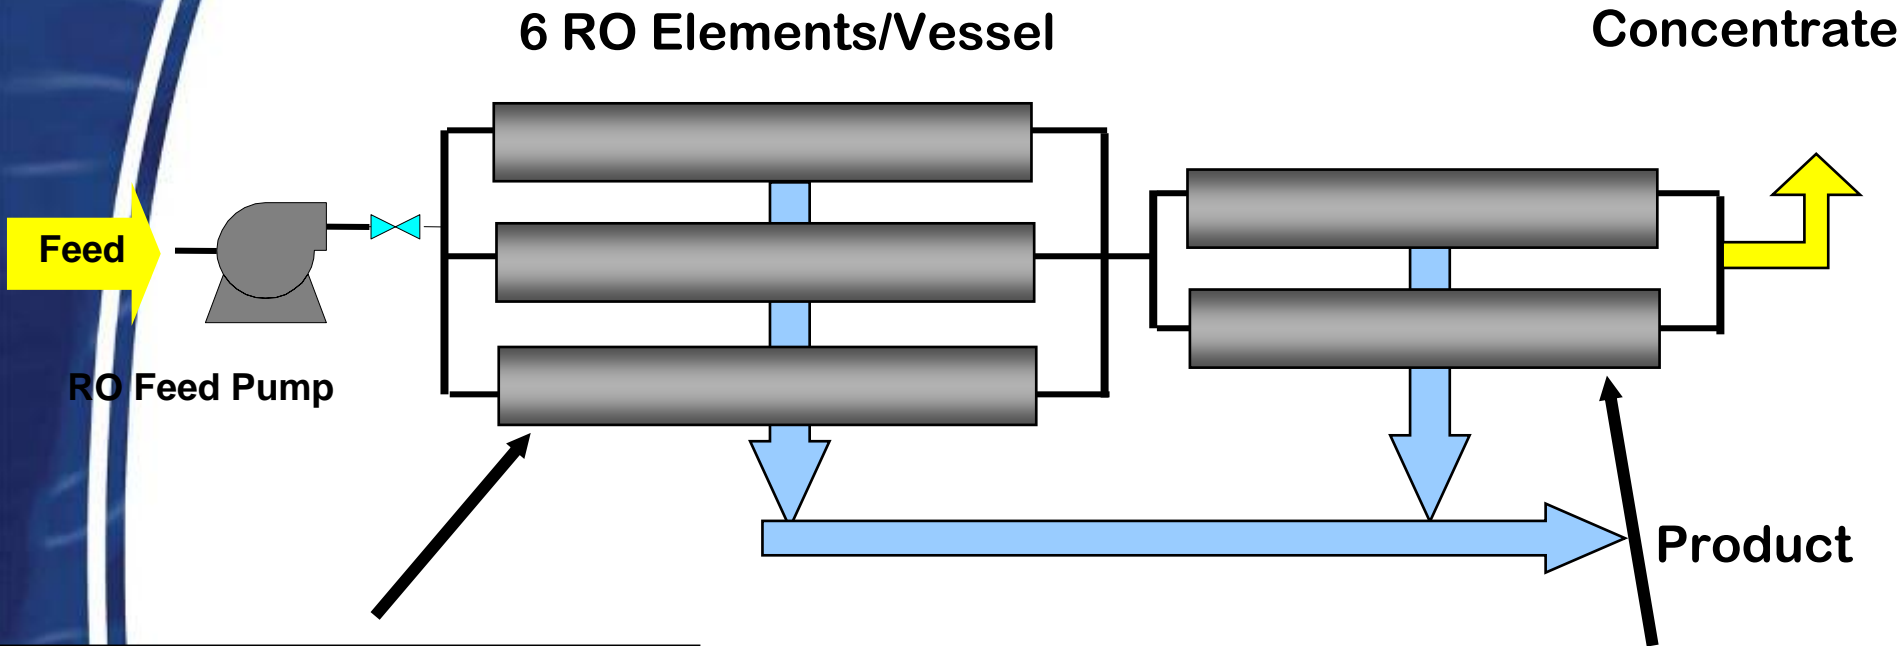 6 RO Elements/Vessel
Concentrate
Feed
RO Feed Pump
Product